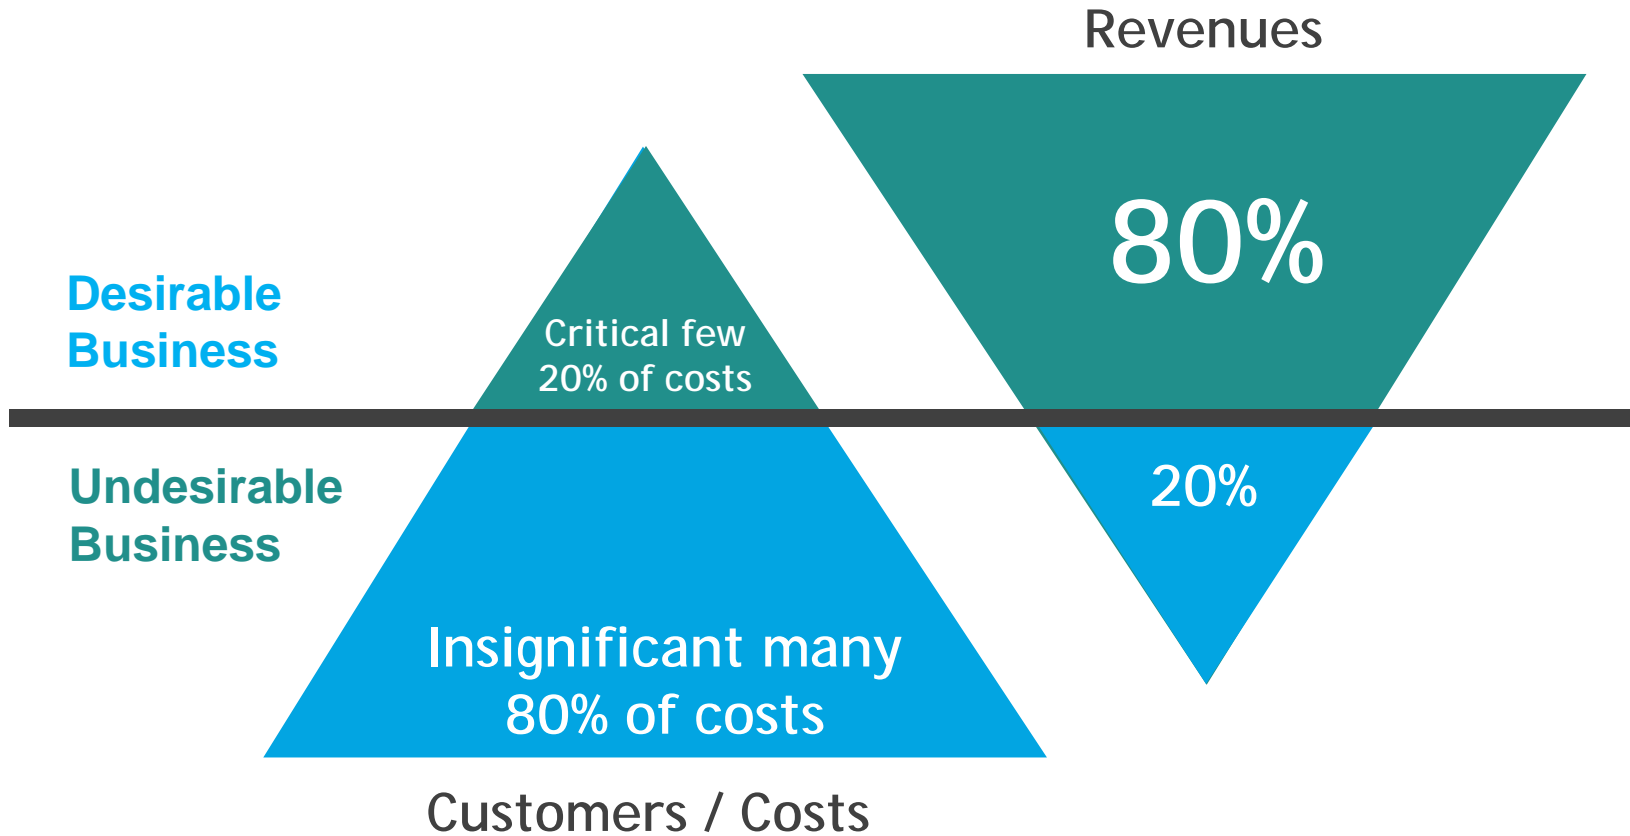 Revenues
80%
Desirable
Business
Critical few
20% of costs
Undesirable
Business
20%
Insignificant many
80% of costs
Customers / Costs